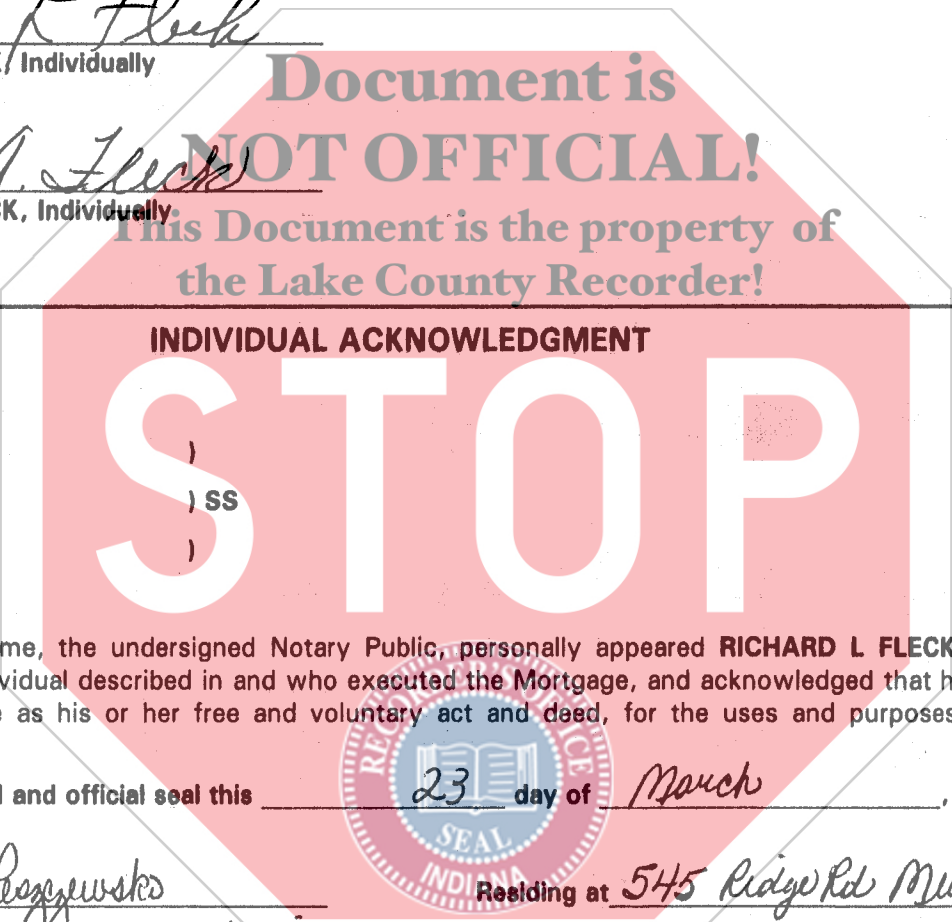 Fleck
, Individually
Document is
NOT OFFICIAL!
A. Fleck
CK, Individually
This Document is the property of
the Lake County Recorder!
INDIVIDUAL ACKNOWLEDGMENT
STOP
)
) SS
)
me, the undersigned Notary Public, personally appeared RICHARD L FLECK
vidual described in and who executed the Mortgage, and acknowledged that h
e as his or her free and voluntary act and deed, for the uses and purposes
RECORDER'S OFFICE
d and official seal this 23 day of March ,
SEAL
INDIANA
Residing at 545 Ridge Rd Mu